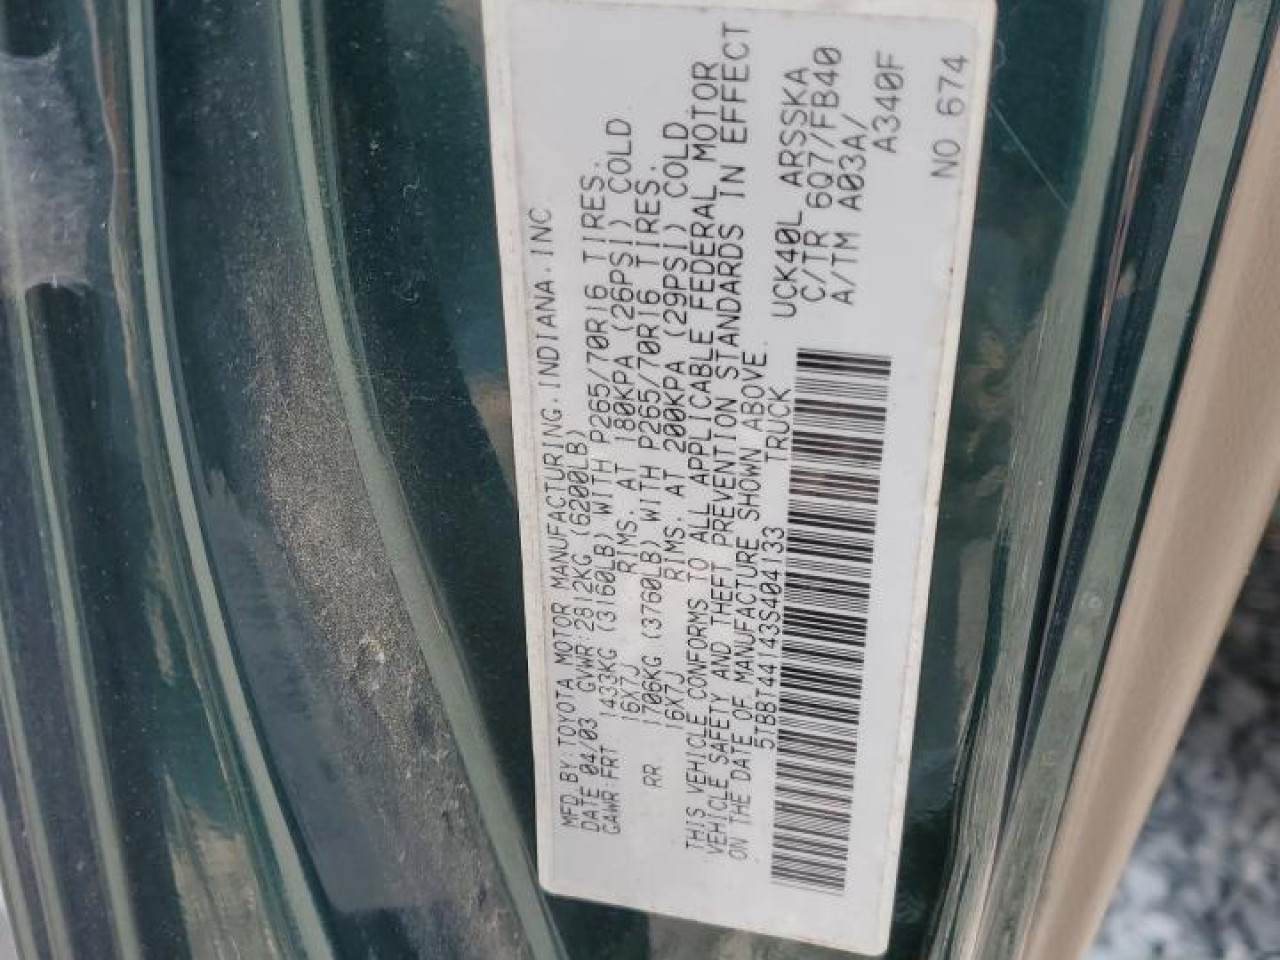 MFD.BY:TOYOTA MOTOR MANUFACTURING.INDIANA.INC
DATE 04/03 GVWR:2812KG (6200LB)
GAWR:FRT 1433KG (3160LB) WITH P265/70R16 TIRES.
16X7J RIMS.AT 180KPA (26PSI) COLD
RR 1706KG (3760LB) WITH P265/70R16 TIRES.
16X7J RIMS.AT 200KPA (29PSI) COLD
THIS VEHICLE CONFORMS TO ALL APPLICABLE FEDERAL MOTOR
VEHICLE SAFETY AND THEFT PREVENTION STANDARDS IN EFFECT
ON THE DATE OF MANUFACTURE SHOWN ABOVE.
5TBBT44143S404133 TRUCK
UCK40L ARSSKA
C/TR 6Q7/FB40
A/TM A03A/
A340F
NO 674